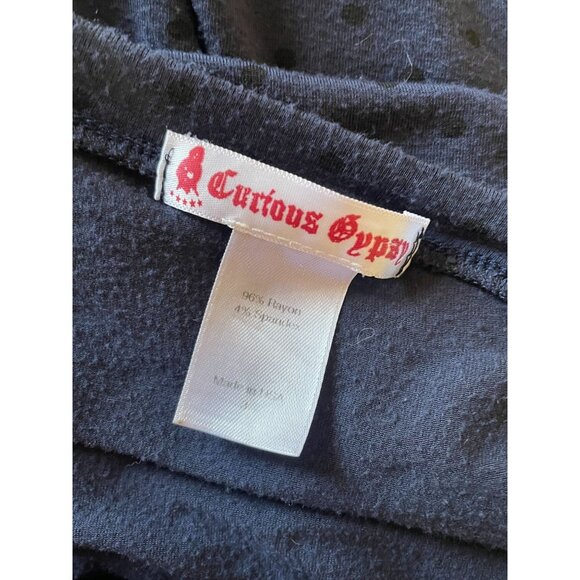 Curious Gypsy
96% Rayon
4% Spandex
Made in USA